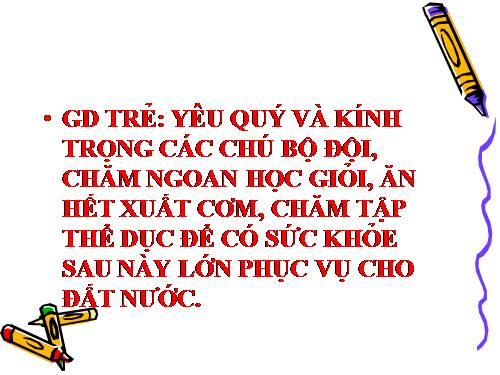 • GD TRẺ: YÊU QUÝ VÀ KÍNH
TRỌNG CÁC CHÚ BỘ ĐỘI,
CHĂM NGOAN HỌC GIỎI, ĂN
HẾT XUẤT CƠM, CHĂM TẬP
THỂ DỤC ĐỂ CÓ SỨC KHỎE
SAU NÀY LỚN PHỤC VỤ CHO
ĐẤT NƯỚC.